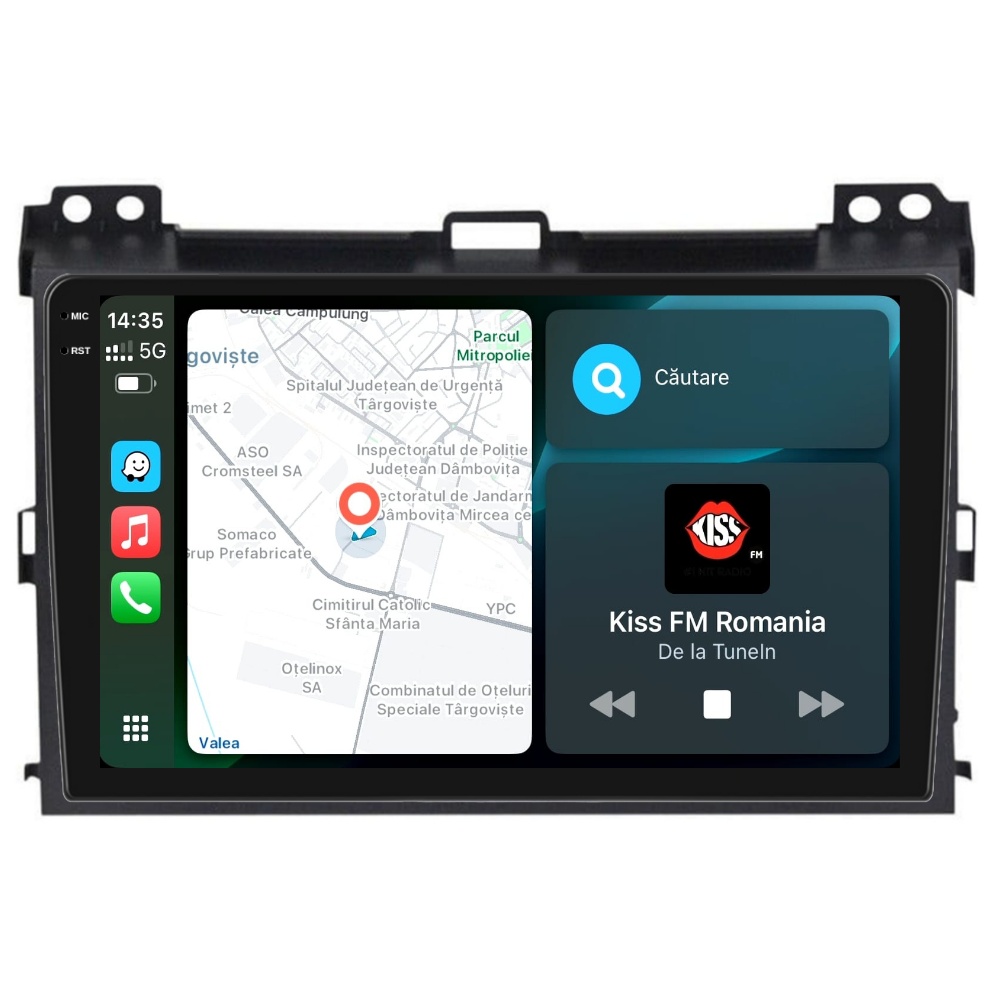 MIC
RST
14:35
5G
Calea Câmpulung
Parcul
Mitropoliei
goviște
Spitalul Județean de Urgență
Târgoviște
imet 2
ASO
Cromsteel SA
Inspectoratul de Poliție
Județean Dâmbovița
ectoratul de Jandarm
Dâmbovița Mircea ce
Somaco
Grup Prefabricate
Cimitirul Catolic
Sfânta Maria
YPC
Oțelinox
SA
Combinatul de Oțeluri
Speciale Târgoviște
Valea
Căutare
KISS
FM
Kiss FM Romania
De la TuneIn